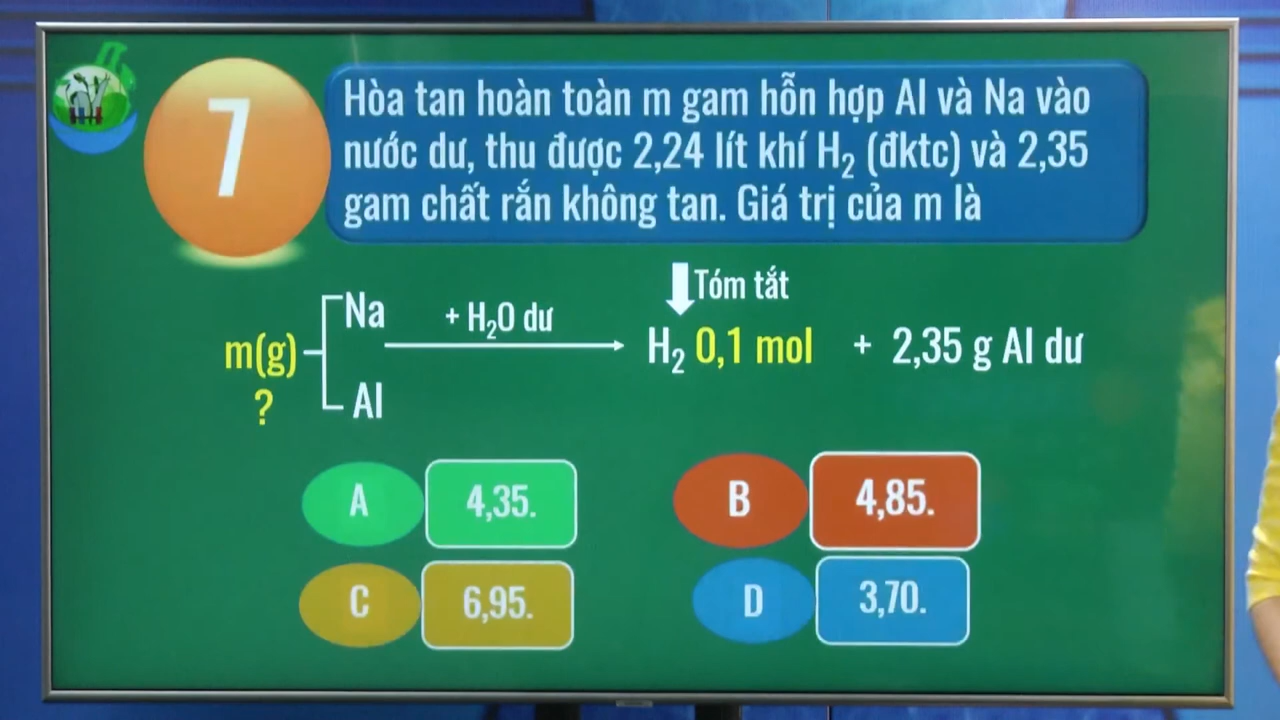 7
Hòa tan hoàn toàn m gam hỗn hợp Al và Na vào
nước dư, thu được 2,24 lít khí H₂ (đktc) và 2,35
gam chất rắn không tan. Giá trị của m là
Tóm tắt
m(g)
?
Na
Al
+ H₂O dư
H₂ 0,1 mol + 2,35 g Al dư
A 4,35.
B 4,85.
C 6,95.
D 3,70.